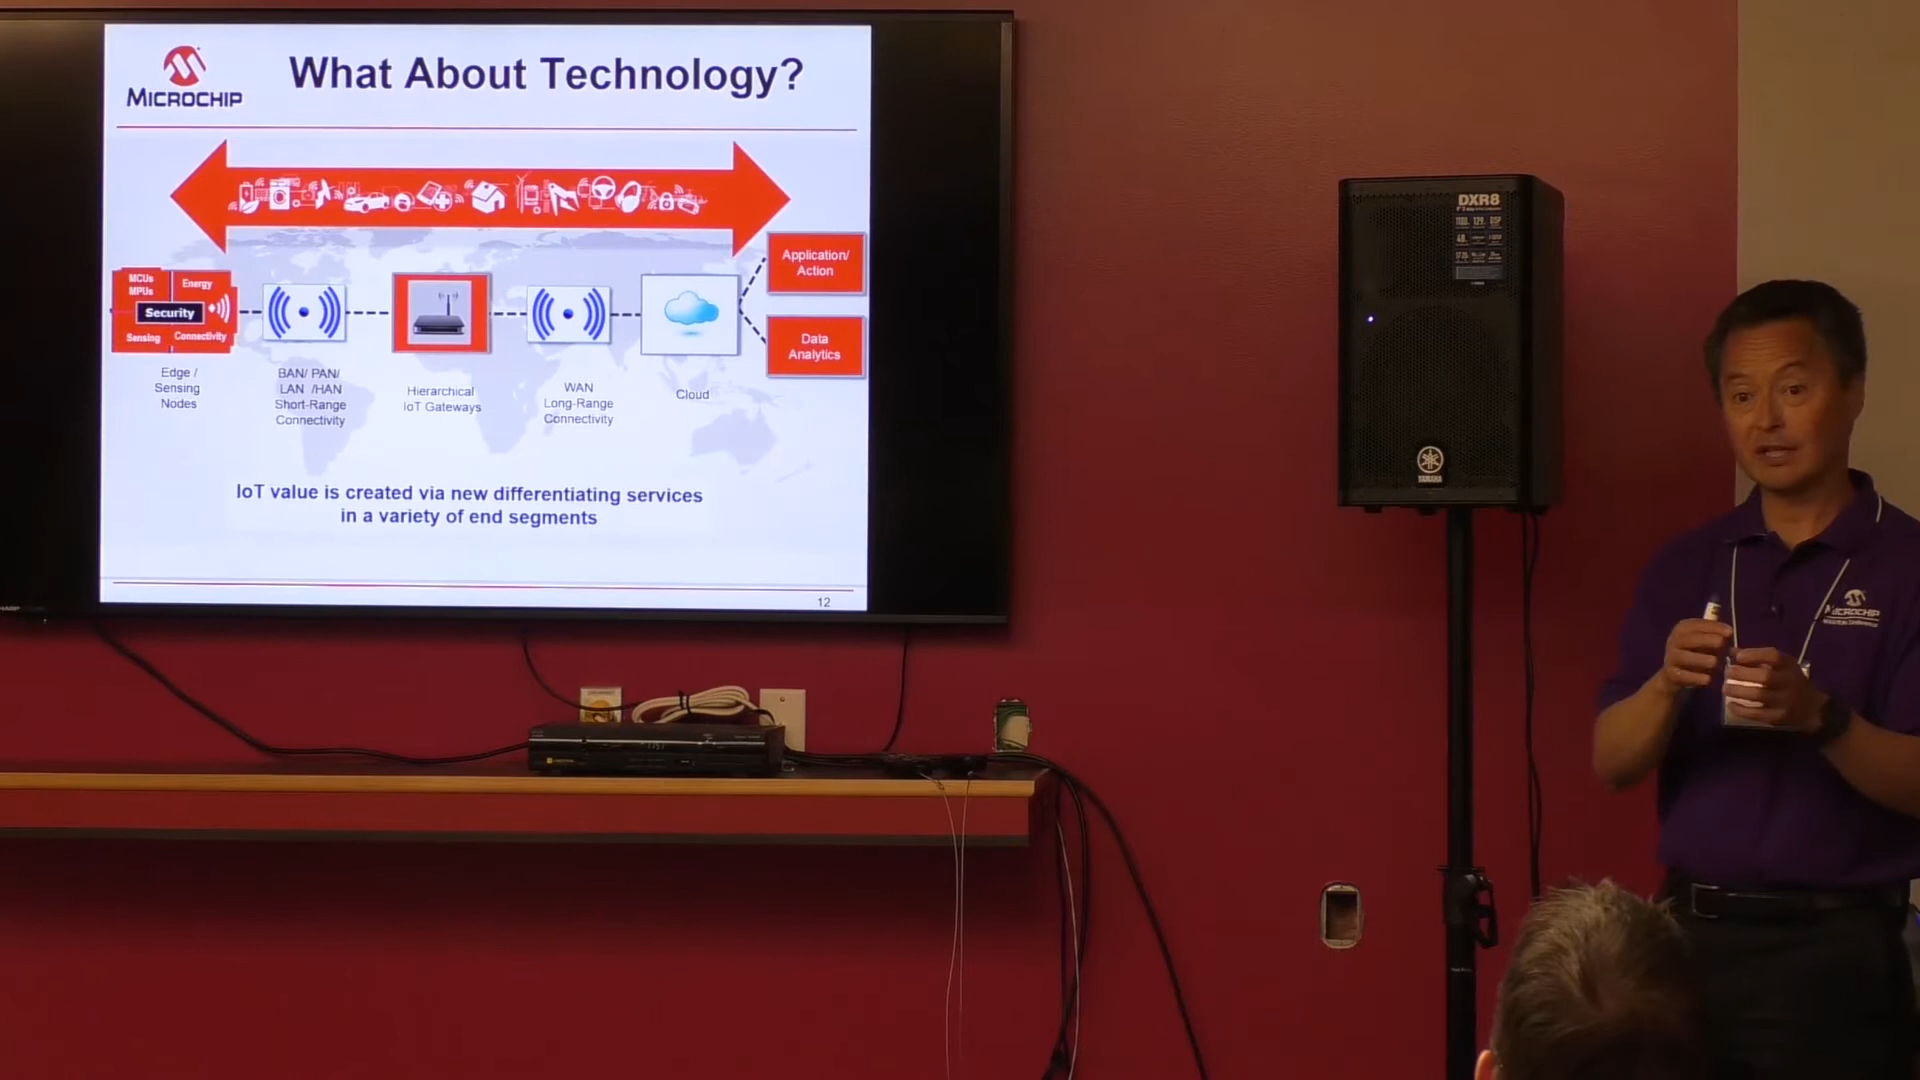 MICROCHIP
What About Technology?
MCUs
MPUs
Energy
Security
Sensing
Connectivity
Edge /
Sensing
Nodes
BAN/ PAN/
LAN /HAN
Short-Range
Connectivity
Hierarchical
IoT Gateways
WAN
Long-Range
Connectivity
Cloud
Application/
Action
Data
Analytics
IoT value is created via new differentiating services
in a variety of end segments
12
DXR8
YAMAHA
MICROCHIP